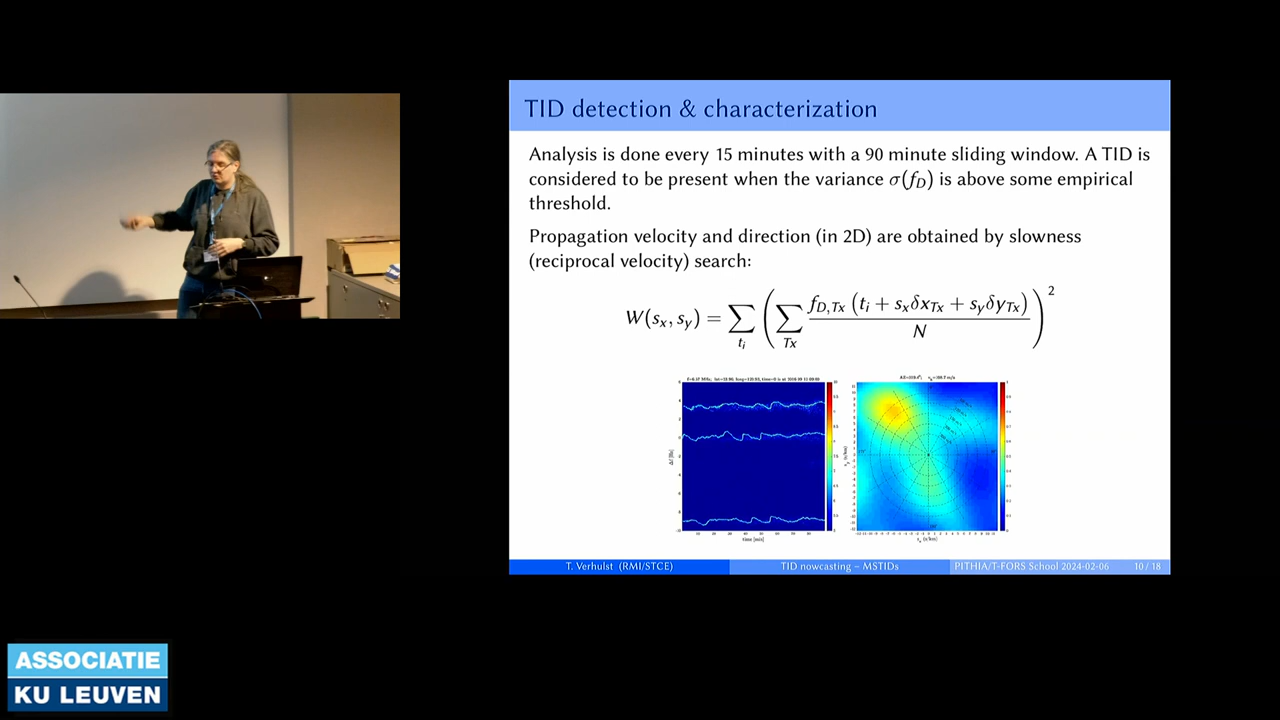 TID detection & characterization
Analysis is done every 15 minutes with a 90 minute sliding window. A TID is
considered to be present when the variance σ(f_D) is above some empirical
threshold.
Propagation velocity and direction (in 2D) are obtained by slowness
(reciprocal velocity) search:
W(s_x, s_y) = ∑_{t_i} ( ∑_{Tx} f_{D,Tx} (t_i + s_x δx_{Tx} + s_y δy_{Tx}) / N )^2
time [min]
T. Verhulst (RMI/STCE)
TID nowcasting – MSTIDs
PITHIA/T-FORS School 2024-02-06
10 / 18
ASSOCIATIE
KU LEUVEN